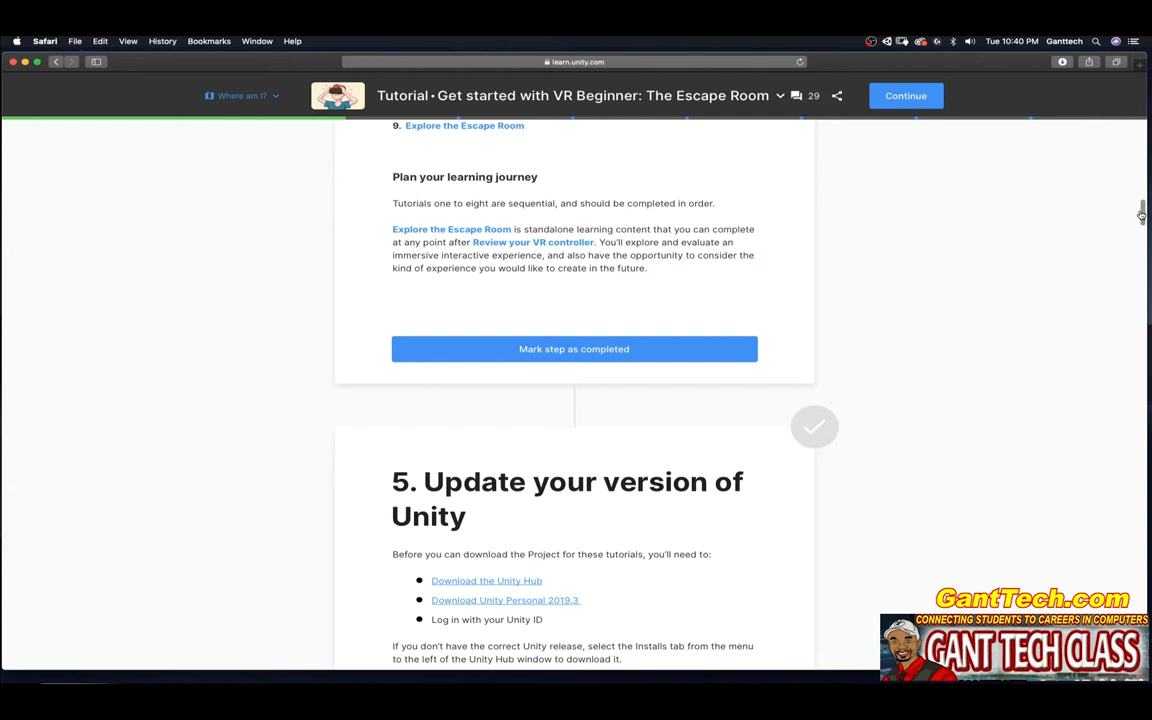 Safari File Edit View History Bookmarks Window Help Tue 10:40 PM Ganttech
learn.unity.com
Where am I? Tutorial • Get started with VR Beginner: The Escape Room 29 Continue
9. Explore the Escape Room
Plan your learning journey
Tutorials one to eight are sequential, and should be completed in order.
Explore the Escape Room is standalone learning content that you can complete
at any point after Review your VR controller. You'll explore and evaluate an
immersive interactive experience, and also have the opportunity to consider the
kind of experience you would like to create in the future.
Mark step as completed
5. Update your version of
Unity
Before you can download the Project for these tutorials, you'll need to:
• Download the Unity Hub
• Download Unity Personal 2019.3
• Log in with your Unity ID
If you don't have the correct Unity release, select the Installs tab from the menu
to the left of the Unity Hub window to download it.
GantTech.com
CONNECTING STUDENTS TO CAREERS IN COMPUTERS
GANT TECH CLASS